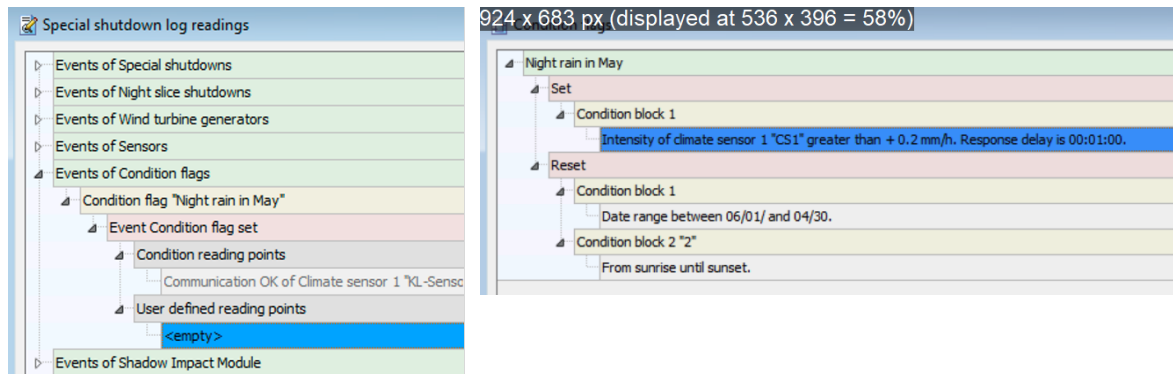 Special shutdown log readings
Events of Special shutdowns
Events of Night slice shutdowns
Events of Wind turbine generators
Events of Sensors
Events of Condition flags
Condition flag "Night rain in May"
Event Condition flag set
Condition reading points
Communication OK of Climate sensor 1 "KL-Senso
User defined reading points
<empty>
Events of Shadow Impact Module
924 x 683 px (displayed at 536 x 396 = 58%)
Condition flags
Night rain in May
Set
Condition block 1
Intensity of climate sensor 1 "CS1" greater than + 0.2 mm/h. Response delay is 00:01:00.
Reset
Condition block 1
Date range between 06/01/ and 04/30.
Condition block 2 "2"
From sunrise until sunset.